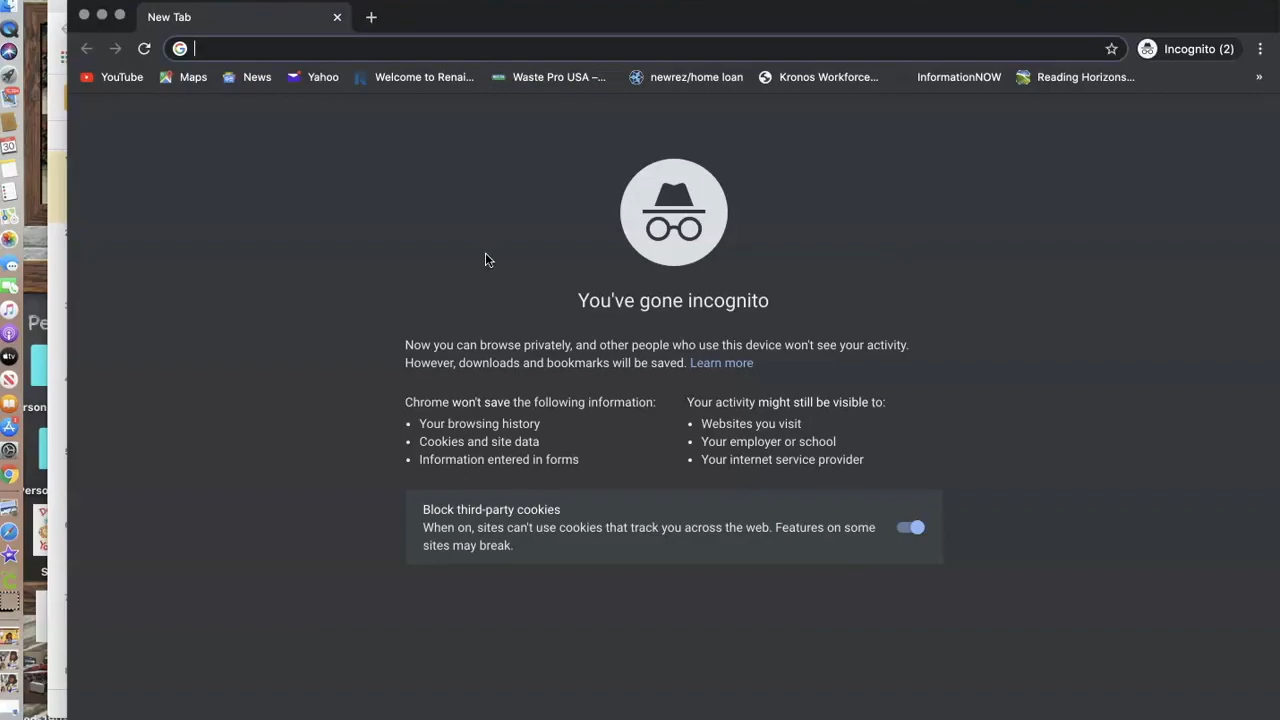 New Tab
Incognito (2)
YouTube Maps News Yahoo Welcome to Renai... Waste Pro USA –... newrez/home loan Kronos Workforce... InformationNOW Reading Horizons... »
30
Pe
You've gone incognito
Now you can browse privately, and other people who use this device won't see your activity.
However, downloads and bookmarks will be saved. Learn more
Chrome won't save the following information:
• Your browsing history
• Cookies and site data
• Information entered in forms
Your activity might still be visible to:
• Websites you visit
• Your employer or school
• Your internet service provider
rson
erso
Block third-party cookies
When on, sites can't use cookies that track you across the web. Features on some
sites may break.
S